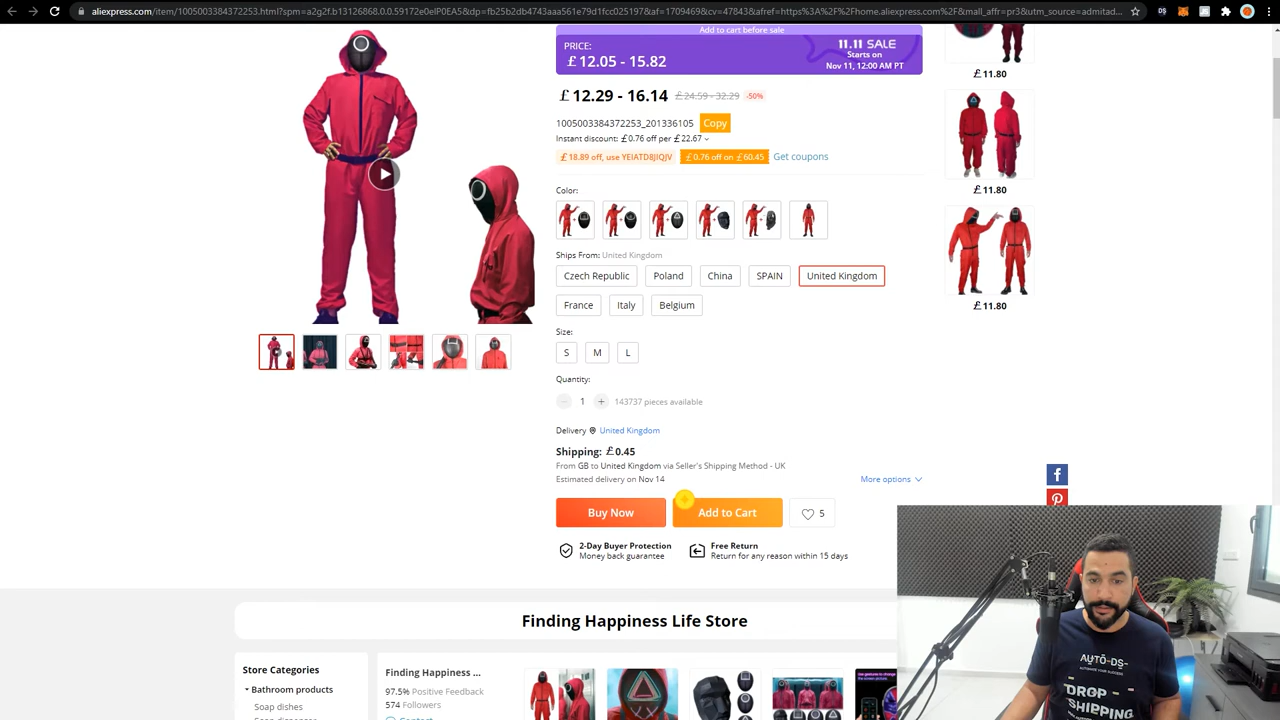 aliexpress.com/item/1005003384372253.html?spm=a2g2f.b13126868.0.0.59172e0elP0EA5&dp=fb25b2db4743aaa561e79d1fcc025197&af=1709469&cv=47843&afref=https%3A%2F%2Fhome.aliexpress.com%2F&mall_affr=pr3&utm_source=admitad...
Add to cart before sale
PRICE:
£12.05 - 15.82
11.11 SALE
Starts on
Nov 11, 12:00 AM PT
£12.29 - 16.14 £24.59 - 32.29 -50%
1005003384372253_201336105 Copy
Instant discount: £0.76 off per £22.67
£18.89 off, use YEIATD8JIQJV £0.76 off on £60.45 Get coupons
Color:
Ships From: United Kingdom
Czech Republic Poland China SPAIN United Kingdom
France Italy Belgium
Size:
S M L
Quantity:
1 143737 pieces available
Delivery United Kingdom
Shipping: £0.45
From GB to United Kingdom via Seller's Shipping Method - UK
Estimated delivery on Nov 14 More options
Buy Now Add to Cart 5
2-Day Buyer Protection
Money back guarantee
Free Return
Return for any reason within 15 days
£11.80
£11.80
£11.80
Finding Happiness Life Store
Store Categories
Bathroom products
Soap dishes
Finding Happiness ...
97.5% Positive Feedback
574 Followers
AUTO-DS
AUTOMATE YOUR SUCCESS
DROP
SHIPPING